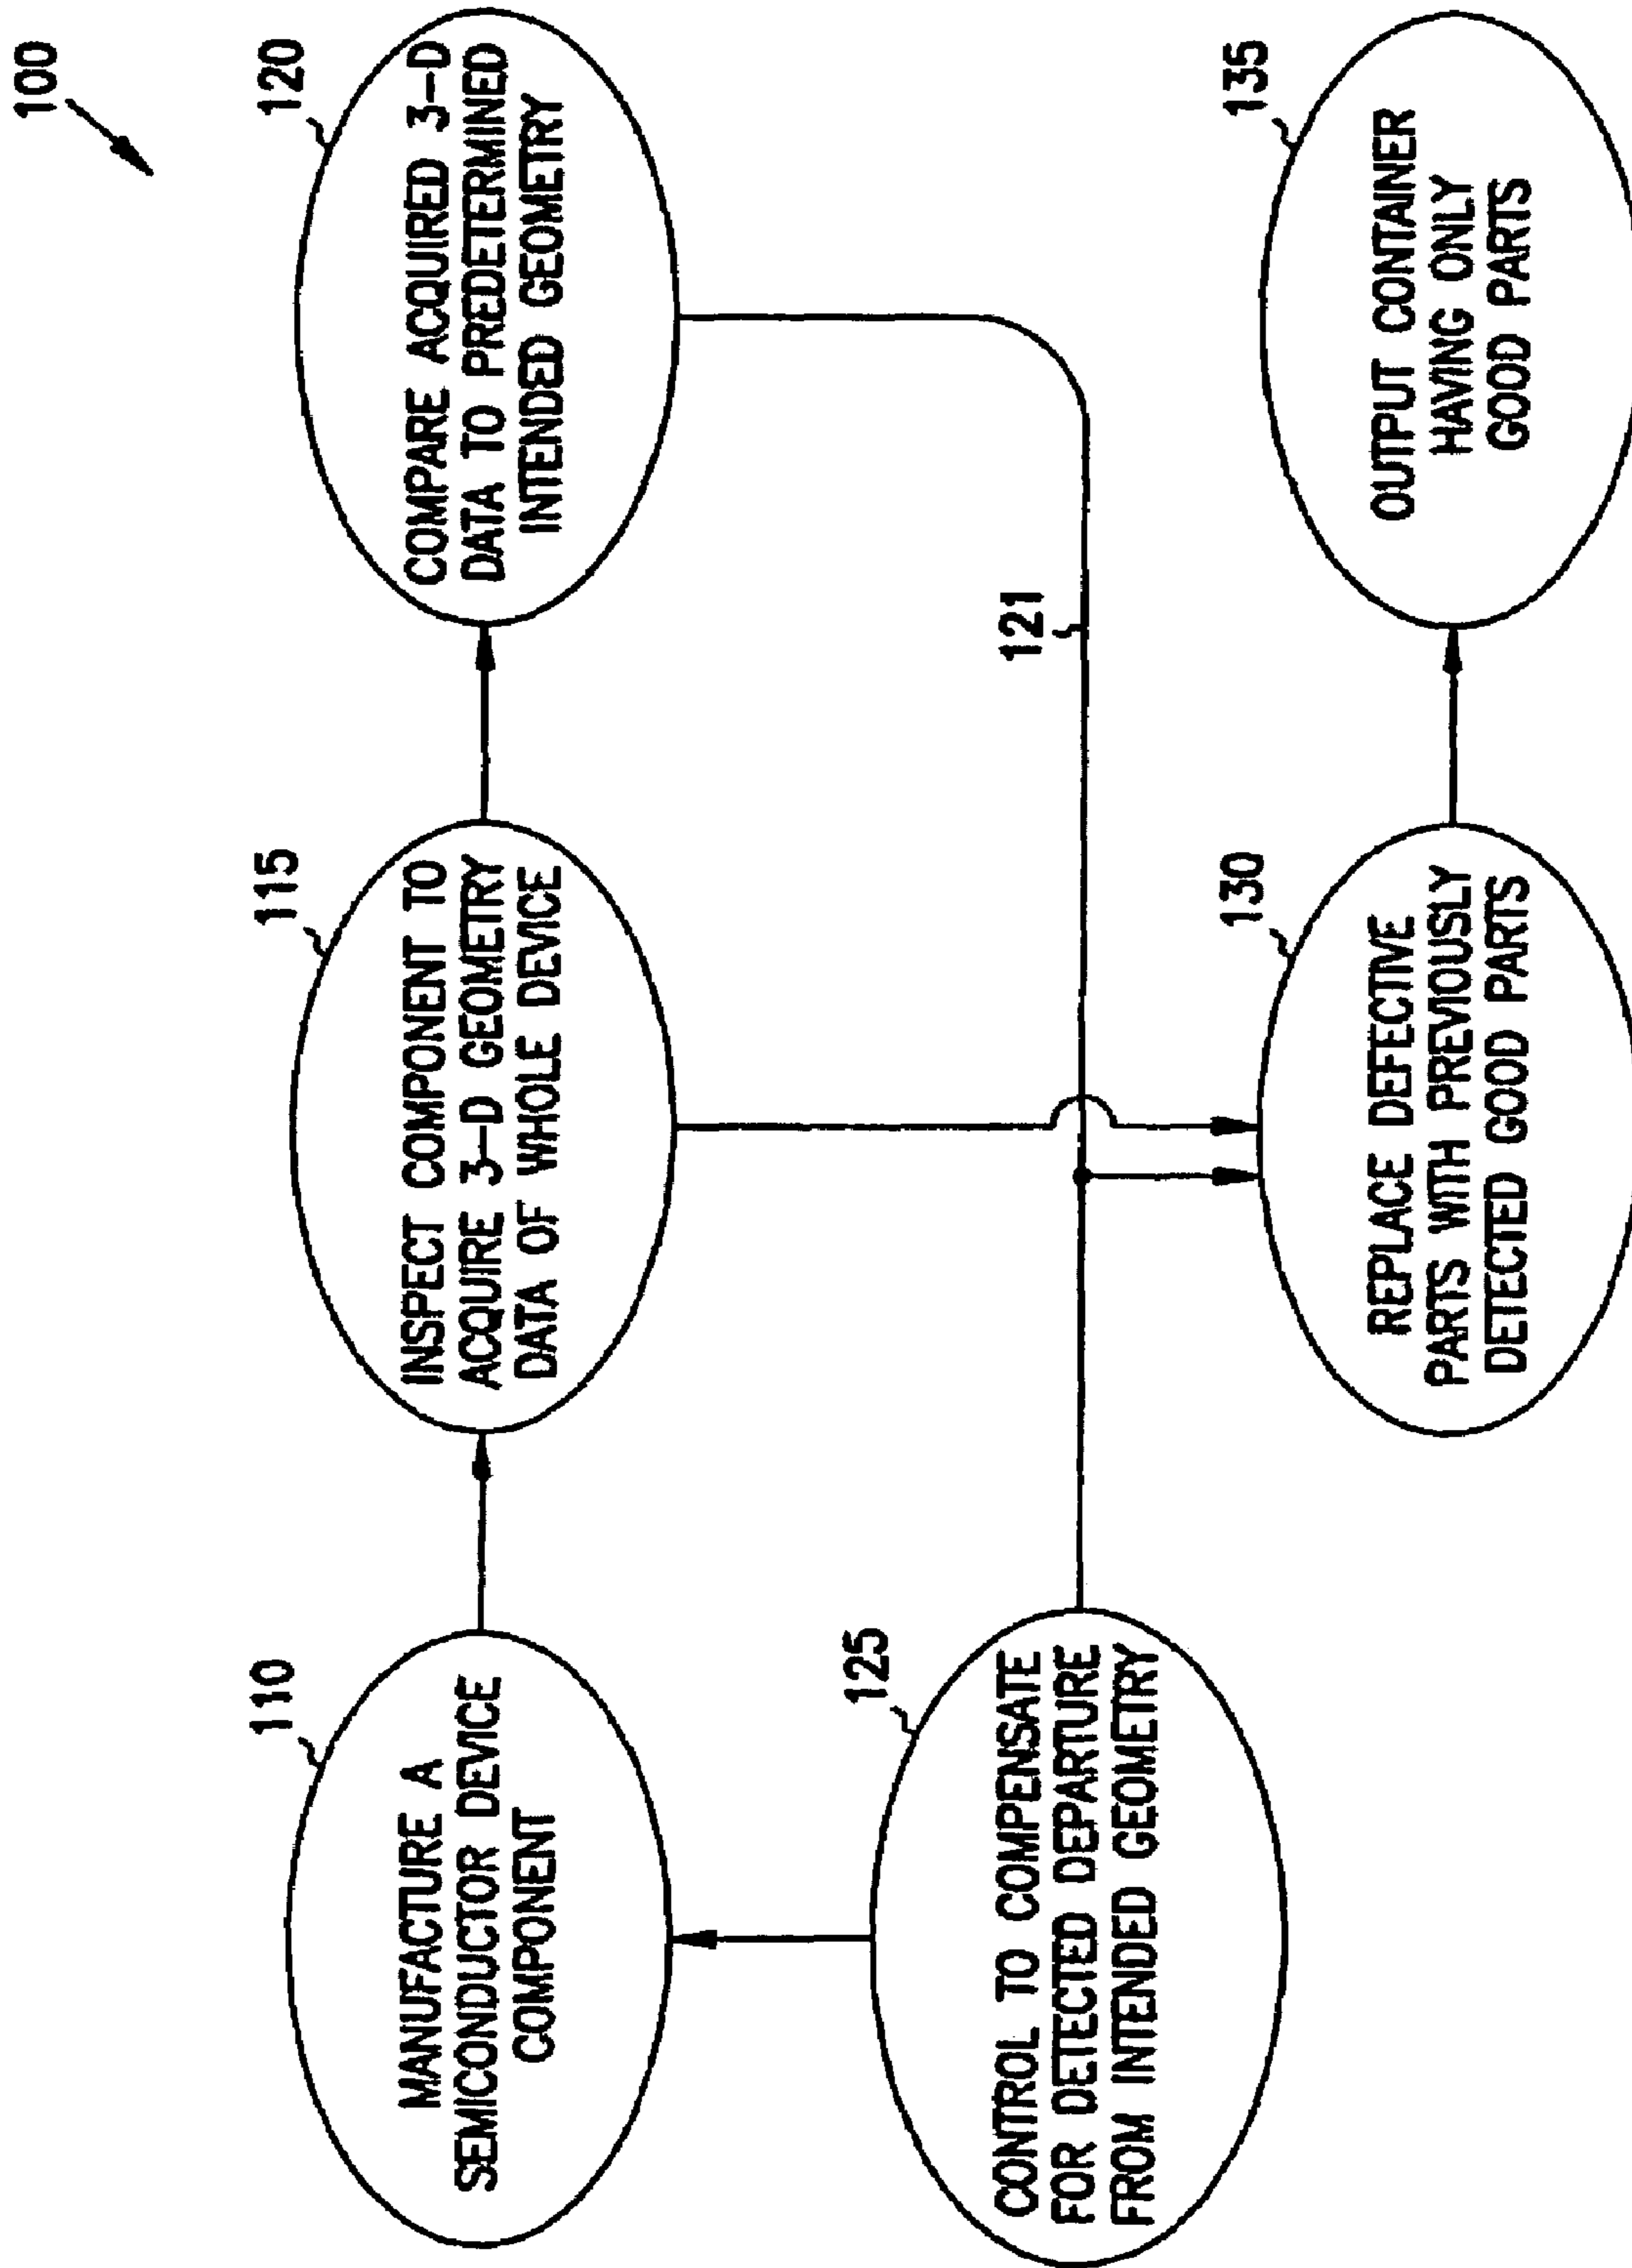 100
110
MANUFACTURE A
SEMICONDUCTOR DEVICE
COMPONENT
115
INSPECT COMPONENT TO
ACQUIRE 3-D GEOMETRY
DATA OF WHOLE DEVICE
120
COMPARE ACQUIRED 3-D
DATA TO PREDETERMINED
INTENDED GEOMETRY
125
CONTROL TO COMPENSATE
FOR DETECTED DEPARTURE
FROM INTENDED GEOMETRY
121
130
REPLACE DEFECTIVE
PARTS WITH PREVIOUSLY
DETECTED GOOD PARTS
135
OUTPUT CONTAINER
HAVING ONLY
GOOD PARTS